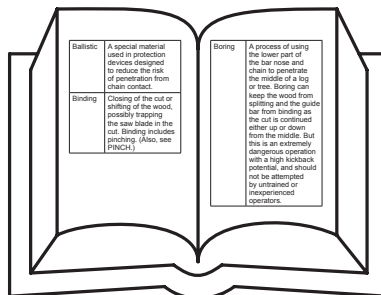 Ballistic
A special material
used in protection
devices designed
to reduce the risk
of penetration from
chain contact.
Binding
Closing of the cut or
shifting of the wood,
possibly trapping
the saw blade in the
cut. Binding includes
pinching. (Also, see
PINCH.)
Boring
A process of using
the lower part of
the bar nose and
chain to penetrate
the middle of a log
or tree. Boring can
keep the wood from
splitting and the guide
bar from binding as
the cut is continued
either up or down
from the middle. But
this is an extremely
dangerous operation
with a high kickback
potential, and should
not be attempted
by untrained or
inexperienced
operators.